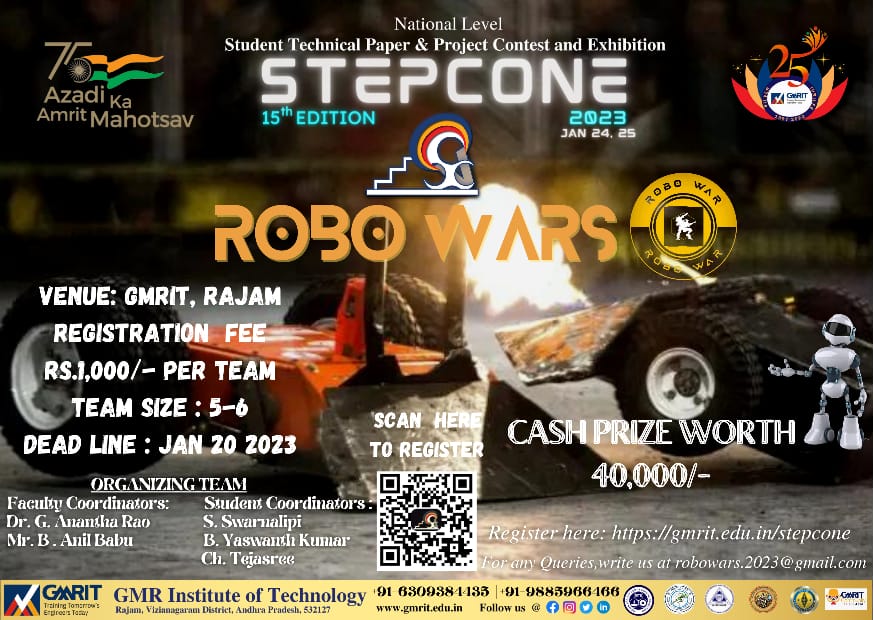 National Level
Student Technical Paper & Project Contest and Exhibition
75
Azadi
Ka
Amrit Mahotsav
STEPCONE
15th EDITION
2023
JAN 24, 25
25
GMRIT
ROBO WARS
ROBO WAR
ROBO WAR
VENUE: GMRIT, RAJAM
REGISTRATION FEE
RS.1,000/- PER TEAM
TEAM SIZE : 5-6
DEAD LINE : JAN 20 2023
SCAN HERE
TO REGISTER
CASH PRIZE WORTH
40,000/-
ORGANIZING TEAM
Faculty Coordinators:
Dr. G. Anantha Rao
Mr. B . Anil Babu
Student Coordinators :
S. Swarnalipi
B. Yaswanth Kumar
Ch. Tejasree
Register here: https://gmrit.edu.in/stepcone
For any Queries,write us at robowars.2023@gmail.com
GMRIT
Training Tomorrow's
Engineers Today
GMR Institute of Technology
Rajam, Vizianagaram District, Andhra Pradesh, 532127
+91-6309384435 | +91-9885966466
www.gmrit.edu.in Follow us @
GMRIT